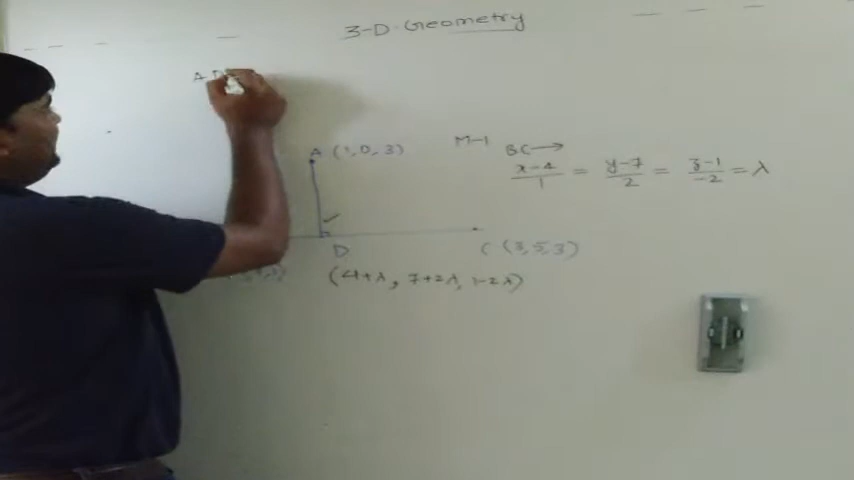 3-D Geometry
A D
A (1, 0, 3)
M-1
BC→
x-4/1 = y-7/2 = z-1/-2 = λ
D
C (3, 5, 3)
(4+λ, 7+2λ, 1-2λ)